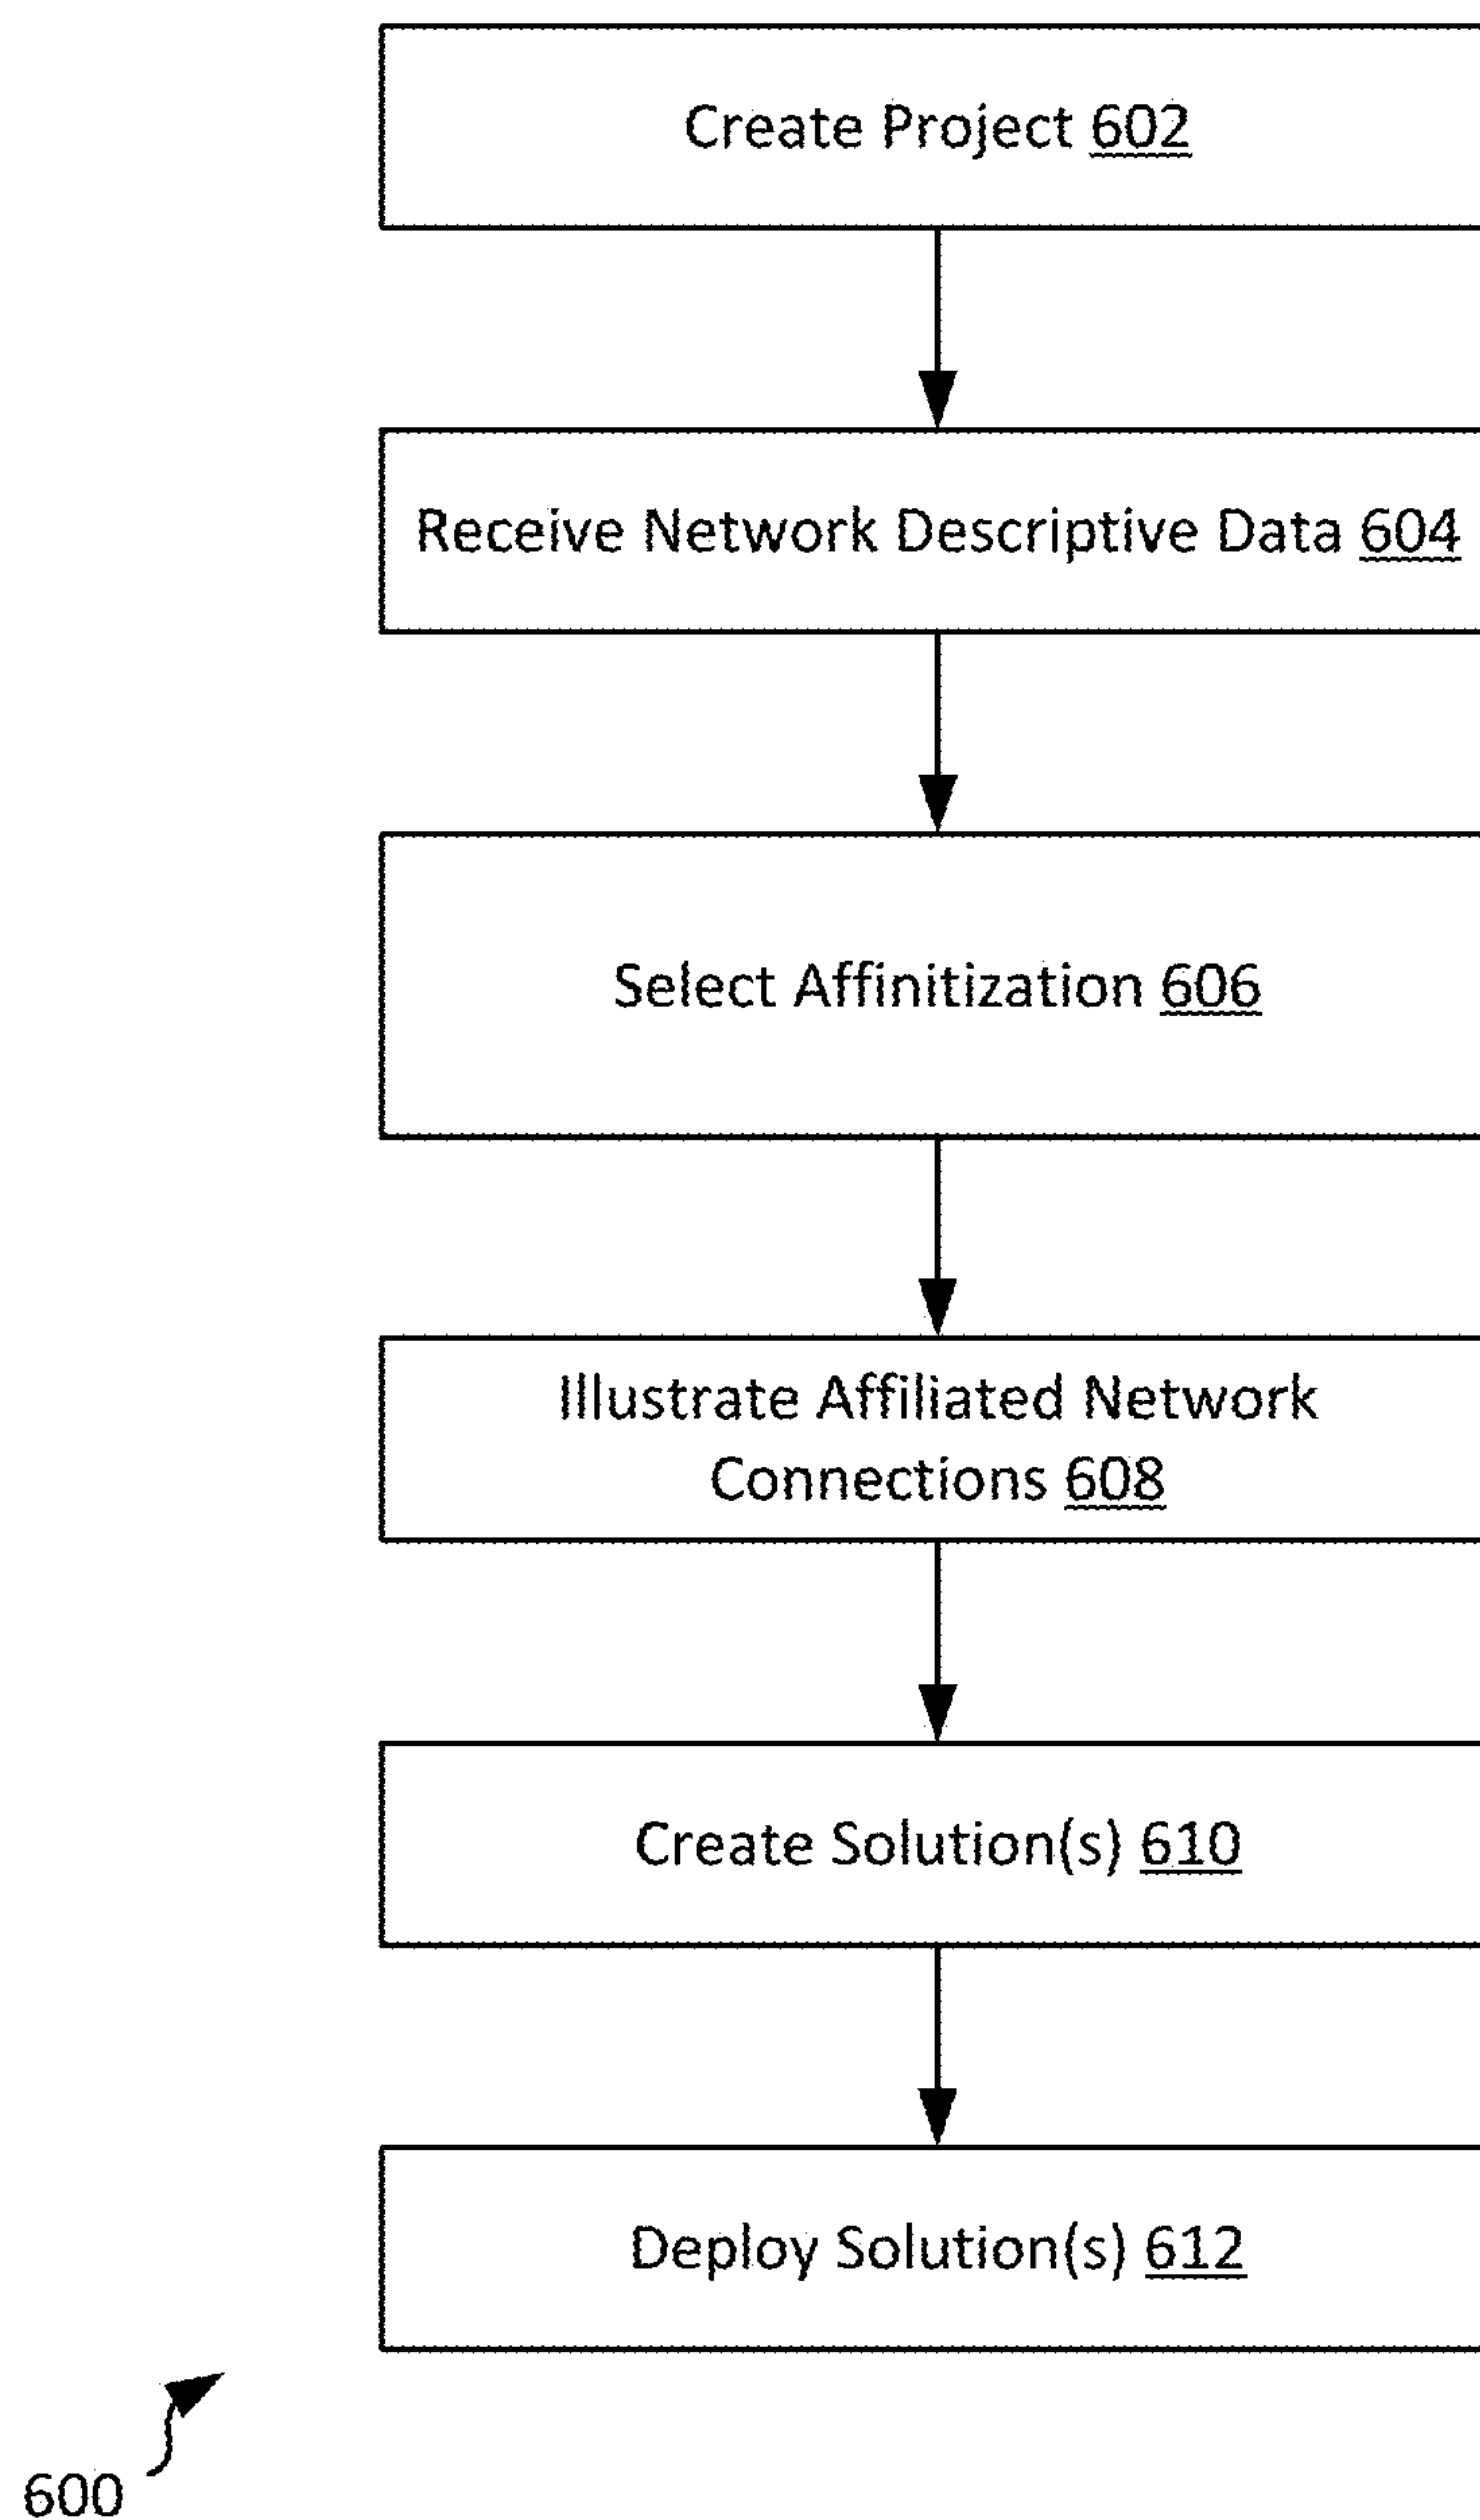 Create Project 602
Receive Network Descriptive Data 604
Select Affinitization 606
Illustrate Affiliated Network
Connections 608
Create Solution(s) 610
Deploy Solution(s) 612
600